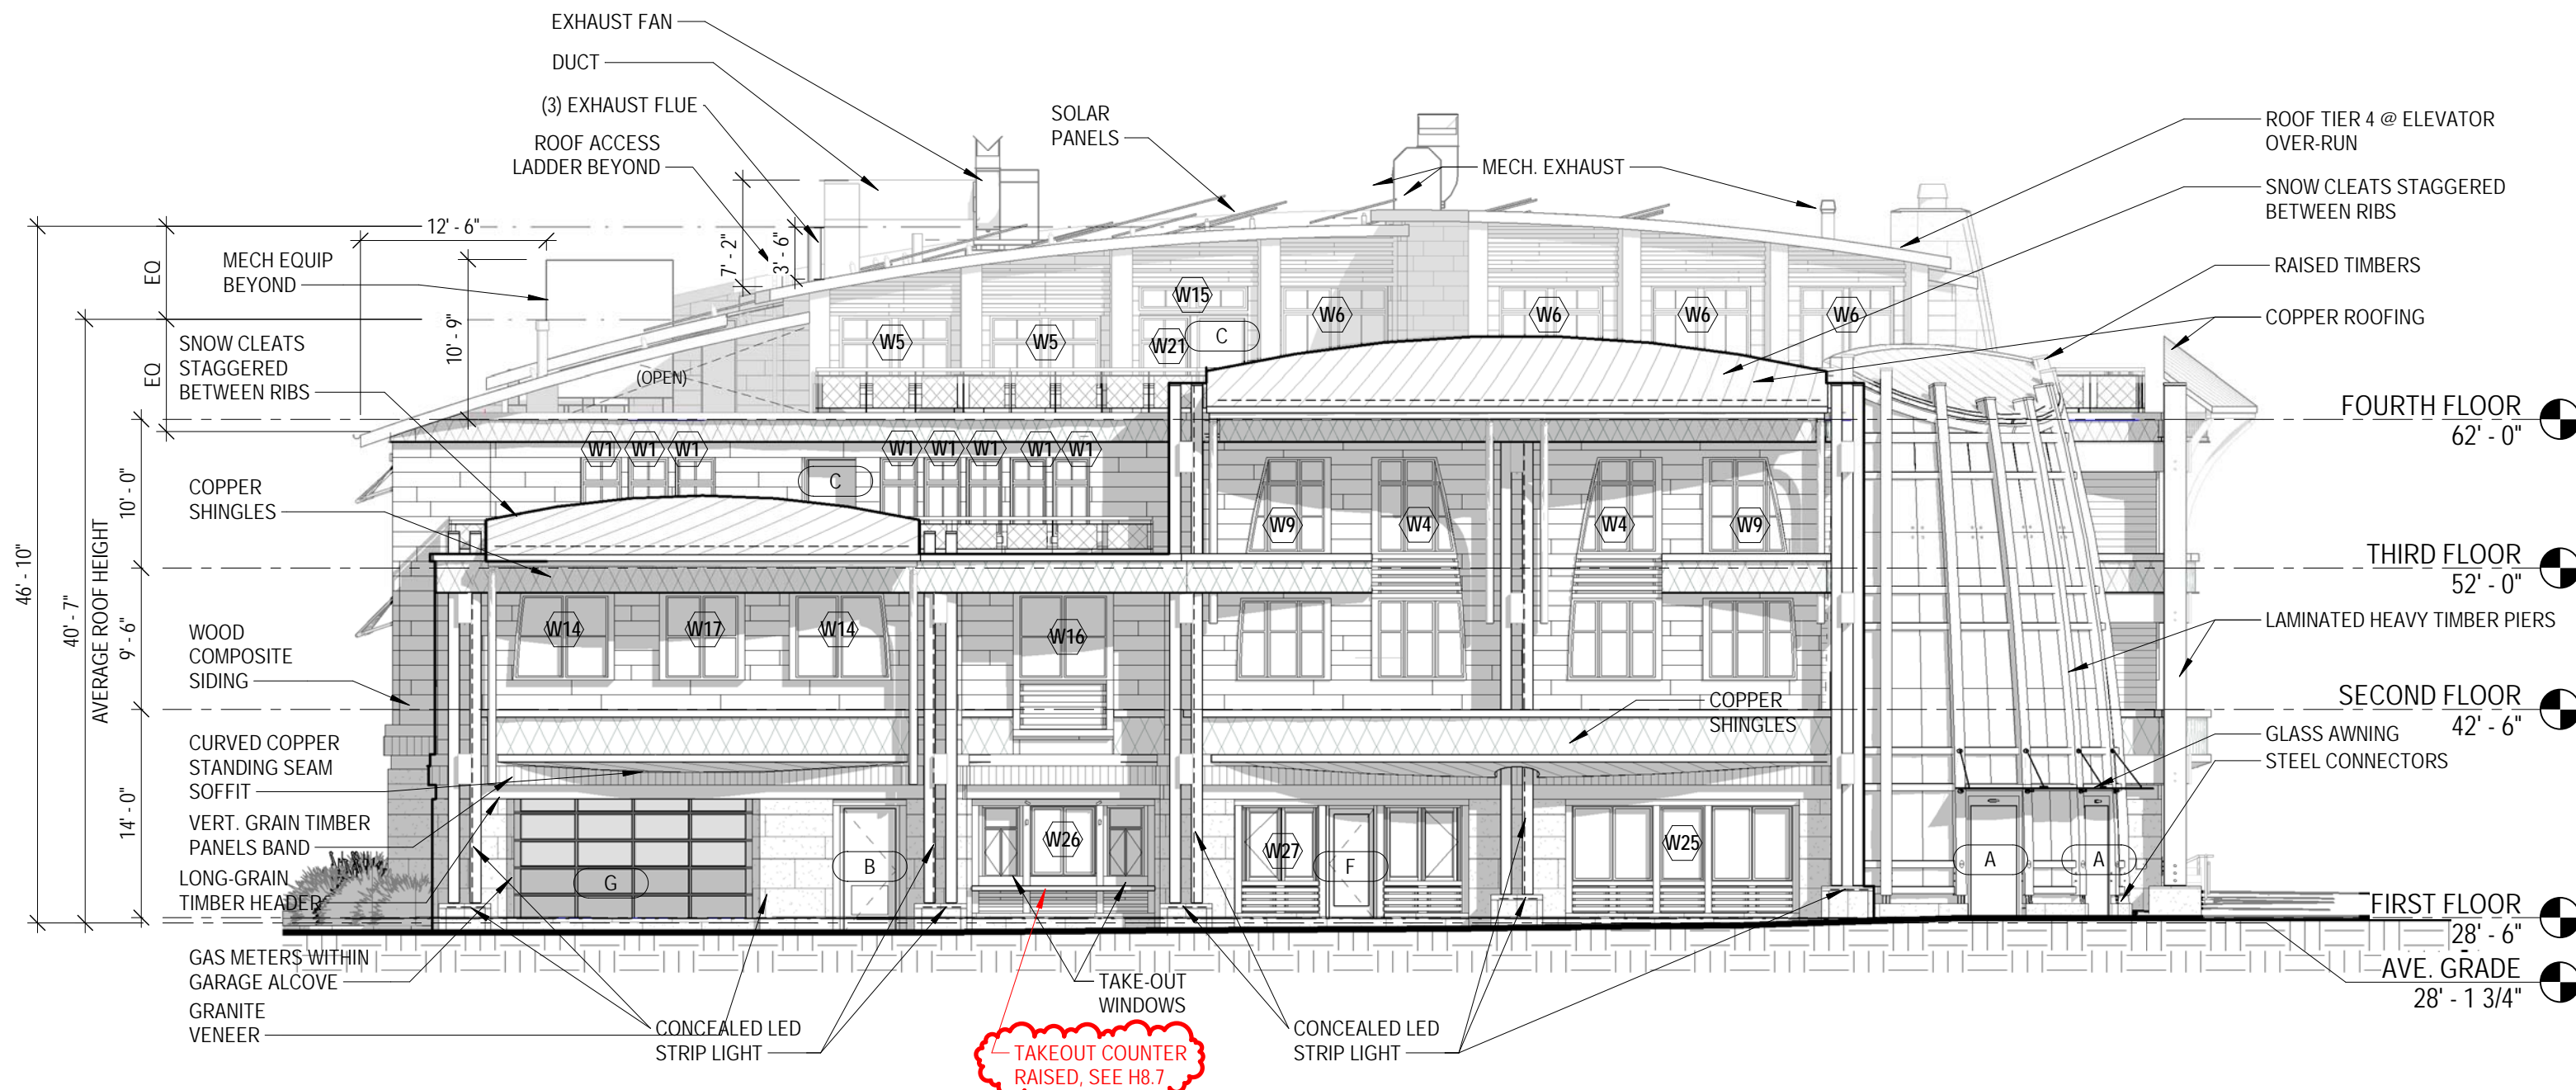 EXHAUST FAN
DUCT
(3) EXHAUST FLUE
ROOF ACCESS
LADDER BEYOND
SOLAR
PANELS
MECH. EXHAUST
ROOF TIER 4 @ ELEVATOR
OVER-RUN
SNOW CLEATS STAGGERED
BETWEEN RIBS
RAISED TIMBERS
COPPER ROOFING
12' - 6"
MECH EQUIP
BEYOND
7' - 2"
3' - 6"
EQ
EQ
10' - 9"
SNOW CLEATS
STAGGERED
BETWEEN RIBS
(OPEN)
W5
W5
W15
W21
C
W6
W6
W6
W6
FOURTH FLOOR
62' - 0"
W1
W1
W1
C
W1
W1
W1
W1
W1
COPPER
SHINGLES
10' - 0"
46' - 10"
40' - 7"
AVERAGE ROOF HEIGHT
9' - 6"
14' - 0"
W9
W4
W4
W9
THIRD FLOOR
52' - 0"
WOOD
COMPOSITE
SIDING
W14
W17
W14
W16
LAMINATED HEAVY TIMBER PIERS
COPPER
SHINGLES
SECOND FLOOR
42' - 6"
CURVED COPPER
STANDING SEAM
SOFFIT
GLASS AWNING
STEEL CONNECTORS
VERT. GRAIN TIMBER
PANELS BAND
LONG-GRAIN
TIMBER HEADER
G
B
W26
W27
F
W25
A
A
FIRST FLOOR
28' - 6"
GAS METERS WITHIN
GARAGE ALCOVE
GRANITE
VENEER
CONCEALED LED
STRIP LIGHT
TAKE-OUT
WINDOWS
TAKEOUT COUNTER
RAISED, SEE H8.7
CONCEALED LED
STRIP LIGHT
AVE. GRADE
28' - 1 3/4"